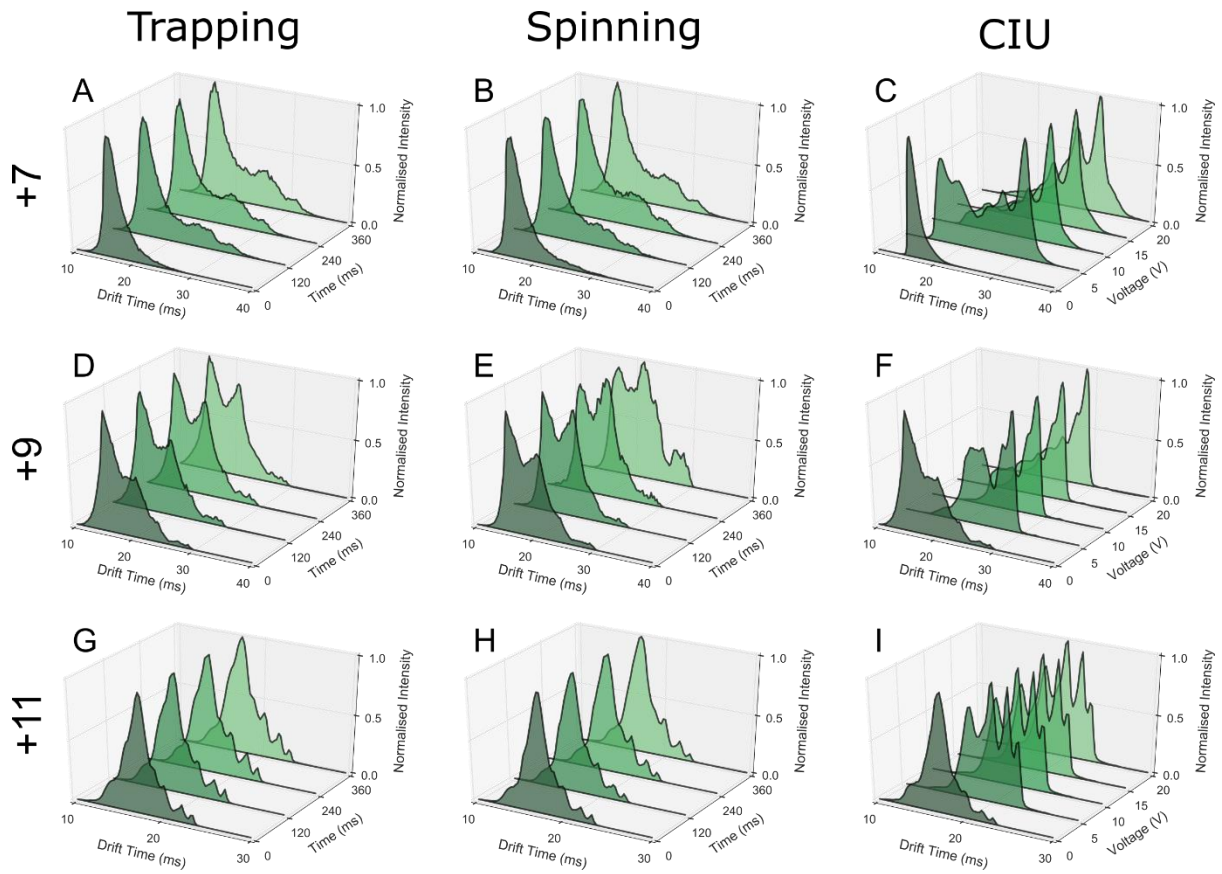 Trapping Spinning CIU
+7
A
1.0
0.5
0.0
Normalised Intensity
10
20
30
40
Drift Time (ms)
0
120
240
360
Time (ms)
B
1.0
0.5
0.0
Normalised Intensity
10
20
30
40
Drift Time (ms)
0
120
240
360
Time (ms)
C
1.0
0.5
0.0
Normalised Intensity
10
20
30
40
Drift Time (ms)
0
5
10
15
20
Voltage (V)
+9
D
1.0
0.5
0.0
Normalised Intensity
10
20
30
40
Drift Time (ms)
0
120
240
360
Time (ms)
E
1.0
0.5
0.0
Normalised Intensity
10
20
30
40
Drift Time (ms)
0
120
240
360
Time (ms)
F
1.0
0.5
0.0
Normalised Intensity
10
20
30
40
Drift Time (ms)
0
5
10
15
20
Voltage (V)
+11
G
1.0
0.5
0.0
Normalised Intensity
10
20
30
Drift Time (ms)
0
120
240
360
Time (ms)
H
1.0
0.5
0.0
Normalised Intensity
10
20
30
Drift Time (ms)
0
120
240
360
Time (ms)
I
1.0
0.5
0.0
Normalised Intensity
10
20
30
Drift Time (ms)
0
5
10
15
20
Voltage (V)